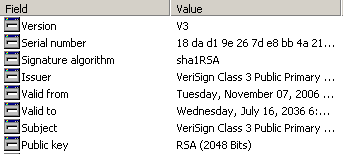 Field Value
Version V3
Serial number 18 da d1 9e 26 7d e8 bb 4a 21...
Signature algorithm sha1RSA
Issuer VeriSign Class 3 Public Primary ...
Valid from Tuesday, November 07, 2006 ...
Valid to Wednesday, July 16, 2036 6:...
Subject VeriSign Class 3 Public Primary ...
Public key RSA (2048 Bits)